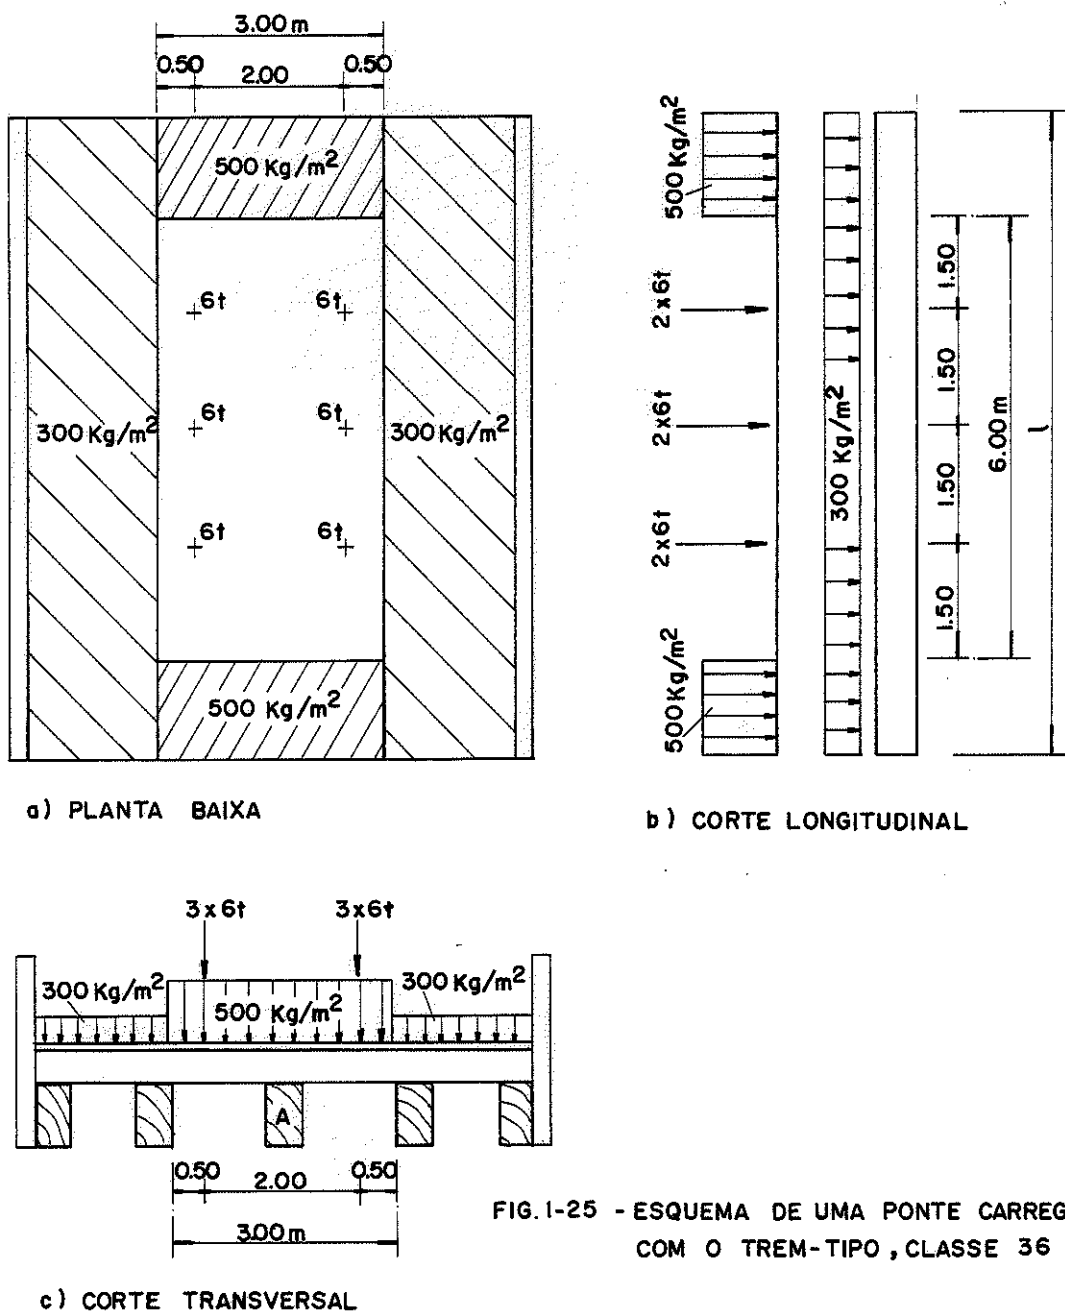 3.00 m
0.50
2.00
0.50
500 Kg/m²
6t
6t
300 Kg/m²
6t
6t
300 Kg/m²
6t
6t
500 Kg/m²
a) PLANTA BAIXA
500 Kg/m²
2x6t
2x6t
2x6t
500 Kg/m²
300 Kg/m²
1.50
1.50
1.50
1.50
6.00 m
l
b) CORTE LONGITUDINAL
3x6t
3x6t
300 Kg/m²
500 Kg/m²
300 Kg/m²
A
0.50
2.00
0.50
3.00 m
c) CORTE TRANSVERSAL
FIG. 1-25 - ESQUEMA DE UMA PONTE CARREG
COM O TREM-TIPO, CLASSE 36